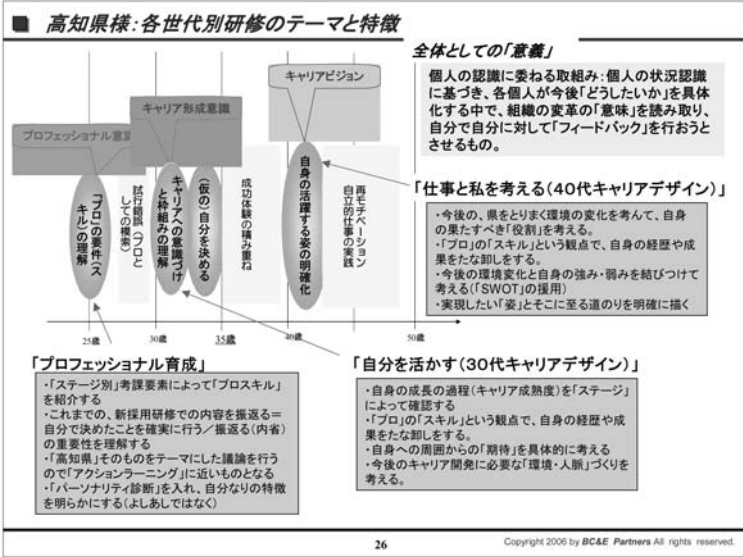 高知県様：各世代別研修のテーマと特徴
全体としての「意義」
個人の認識に委ねる取組み：個人の状況認識
に基づき、各個人が今後「どうしたいか」を具体
化する中で、組織の変革の「意味」を読み取り、
自分で自分に対して「フィードバック」を行おうと
させるもの。
キャリアビジョン
キャリア形成意識
プロフェッショナル意識
「プロ」の要件（ス
キル）の理解
試行錯誤（プロと
しての模索）
キャリアへの意識づけ
と枠組みの理解
（仮の）自分を決める
成功体験の積み重ね
自身の活躍する姿の明確化
再モチベーション
自立的仕事の実践
25歳
30歳
35歳
40歳
50歳
「仕事と私を考える（40代キャリアデザイン）」
・今後の、県をとりまく環境の変化を考んて、自身
の果たすべき「役割」を考える。
・「プロ」の「スキル」という観点で、自身の経歴や成
果をたな卸しをする。
・今後の環境変化と自身の強み・弱みを結びつけて
考える（「SWOT」の援用）
・実現したい「姿」とそこに至る道のりを明確に描く
「プロフェッショナル育成」
・「ステージ別」考課要素によって「プロスキル」
を紹介する
・これまでの、新採用研修での内容を振返る＝
自分で決めたことを確実に行う／振返る（内省）
の重要性を理解する
・「高知県」そのものをテーマにした議論を行う
ので「アクションラーニング」に近いものとなる
・「パーソナリティ診断」を入れ、自分なりの特徴
を明らかにする（よしあしではなく）
「自分を活かす（30代キャリアデザイン）」
・自身の成長の過程（キャリア成熟度）を「ステージ」
によって確認する
・「プロ」の「スキル」という観点で、自身の経歴や成
果をたな卸しをする。
・自身への周囲からの「期待」を具体的に考える
・今後のキャリア開発に必要な「環境・人脈」づくりを
考える。
26
Copyright 2006 by BC&E Partners All rights reserved.